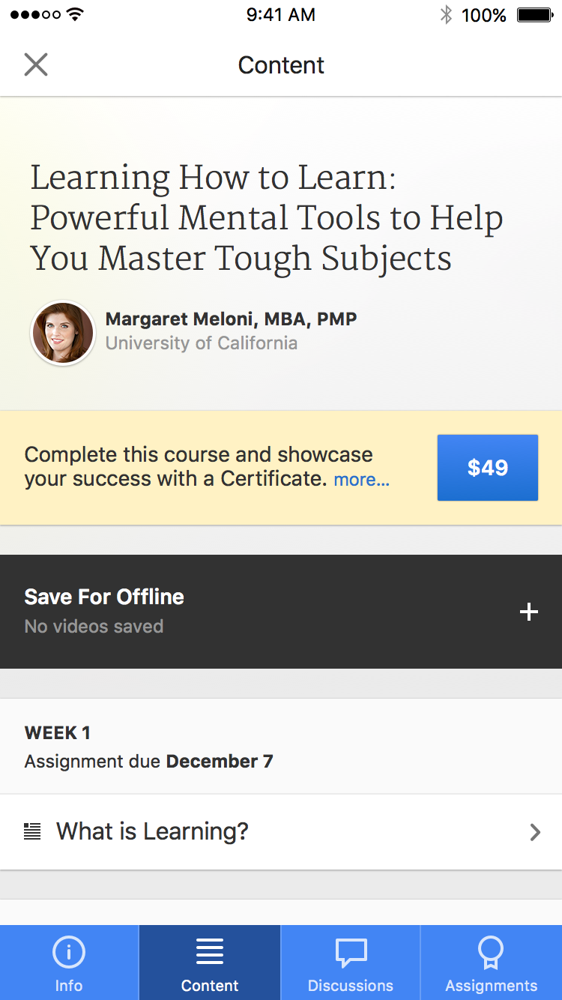 9:41 AM
100%
Content
Learning How to Learn:
Powerful Mental Tools to Help
You Master Tough Subjects
Margaret Meloni, MBA, PMP
University of California
Complete this course and showcase
your success with a Certificate. more...
$49
Save For Offline
No videos saved
WEEK 1
Assignment due December 7
What is Learning?
Info
Content
Discussions
Assignments